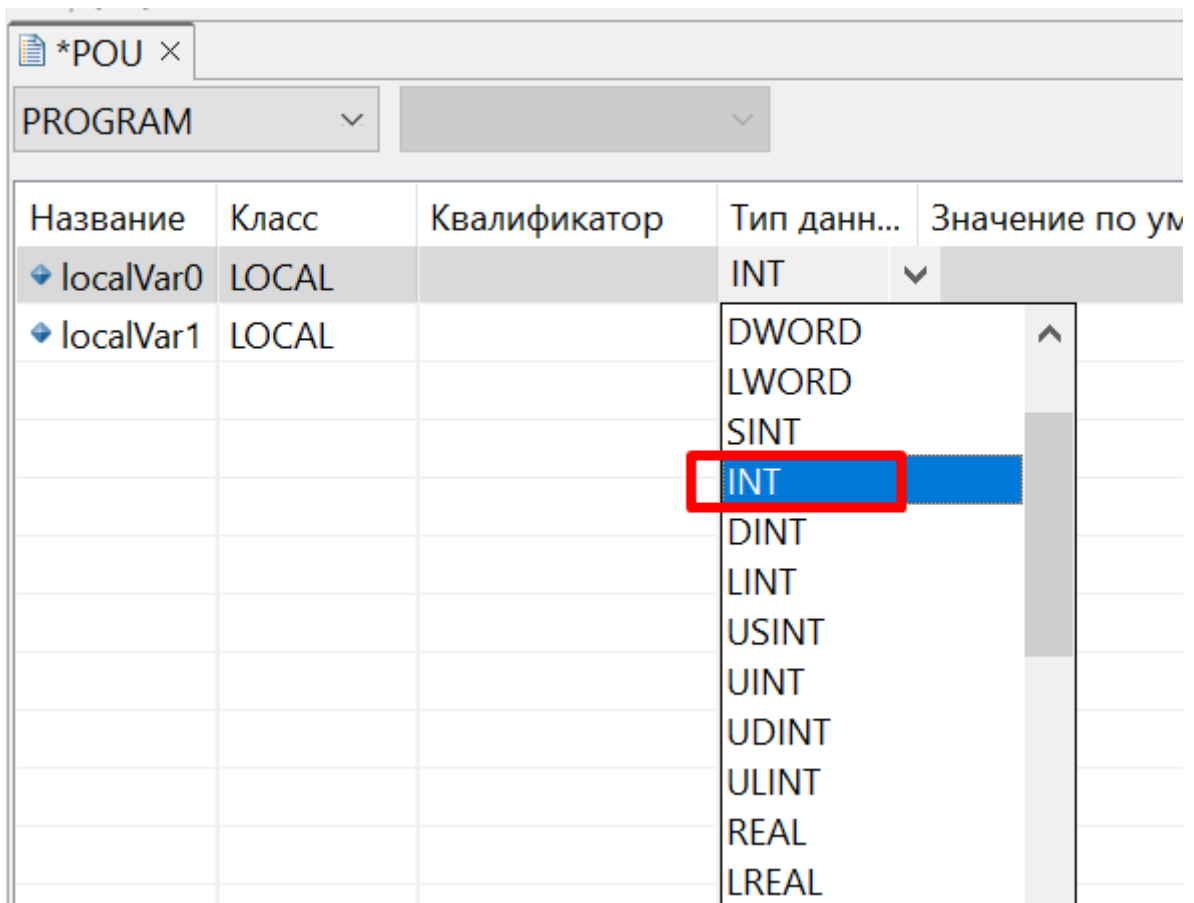 *POU
PROGRAM
Название Класс Квалификатор Тип данн... Значение по ум
localVar0 LOCAL INT
localVar1 LOCAL
DWORD
LWORD
SINT
INT
DINT
LINT
USINT
UINT
UDINT
ULINT
REAL
LREAL